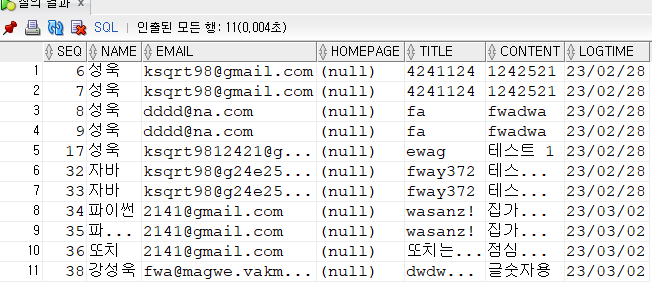 질의 결과 ×
SQL | 인출된 모든 행: 11(0,004초)
SEQ NAME EMAIL HOMEPAGE TITLE CONTENT LOGTIME
1 6 성욱 ksqrt98@gmail.com (null) 4241124 1242521 23/02/28
2 7 성욱 ksqrt98@gmail.com (null) 4241124 1242521 23/02/28
3 8 성욱 dddd@na.com (null) fa fwadwa 23/02/28
4 9 성욱 dddd@na.com (null) fa fwadwa 23/02/28
5 17 성욱 ksqrt9812421@g... (null) ewag 테스트 1 23/02/28
6 32 자바 ksqrt98@g24e25... (null) fway372 테스... 23/02/28
7 33 자바 ksqrt98@g24e25... (null) fway372 테스... 23/02/28
8 34 파이썬 2141@gmail.com (null) wasanz! 집가... 23/03/02
9 35 파... 2141@gmail.com (null) wasanz! 집가... 23/03/02
10 36 또치 2141@gmail.com (null) 또치는... 점심... 23/03/02
11 38 강성욱 fwa@magwe.vakm... (null) dwdw... 글숫자용 23/03/02